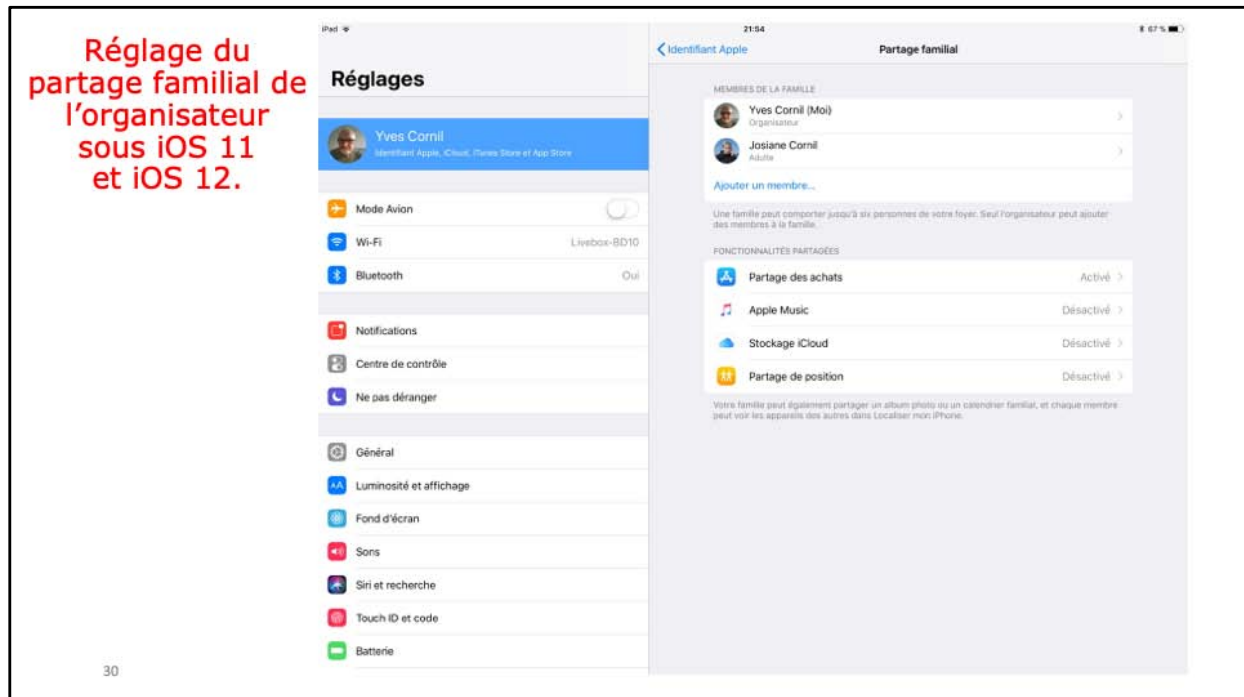 Réglage du
partage familial de
l'organisateur
sous iOS 11
et iOS 12.
iPad
21:54
67 %
Réglages
Yves Cornil
Identifiant Apple, iCloud, iTunes Store et App Store
Mode Avion
Wi-Fi Livebox-BD10
Bluetooth Oui
Notifications
Centre de contrôle
Ne pas déranger
Général
Luminosité et affichage
Fond d'écran
Sons
Siri et recherche
Touch ID et code
Batterie
Identifiant Apple
Partage familial
MEMBRES DE LA FAMILLE
Yves Cornil (Moi)
Organisateur
Josiane Cornil
Adulte
Ajouter un membre...
Une famille peut comporter jusqu'à six personnes de votre foyer. Seul l'organisateur peut ajouter
des membres à la famille.
FONCTIONNALITÉS PARTAGÉES
Partage des achats Activé
Apple Music Désactivé
Stockage iCloud Désactivé
Partage de position Désactivé
Votre famille peut également partager un album photo ou un calendrier familial, et chaque membre
peut voir les appareils des autres dans Localiser mon iPhone.
30